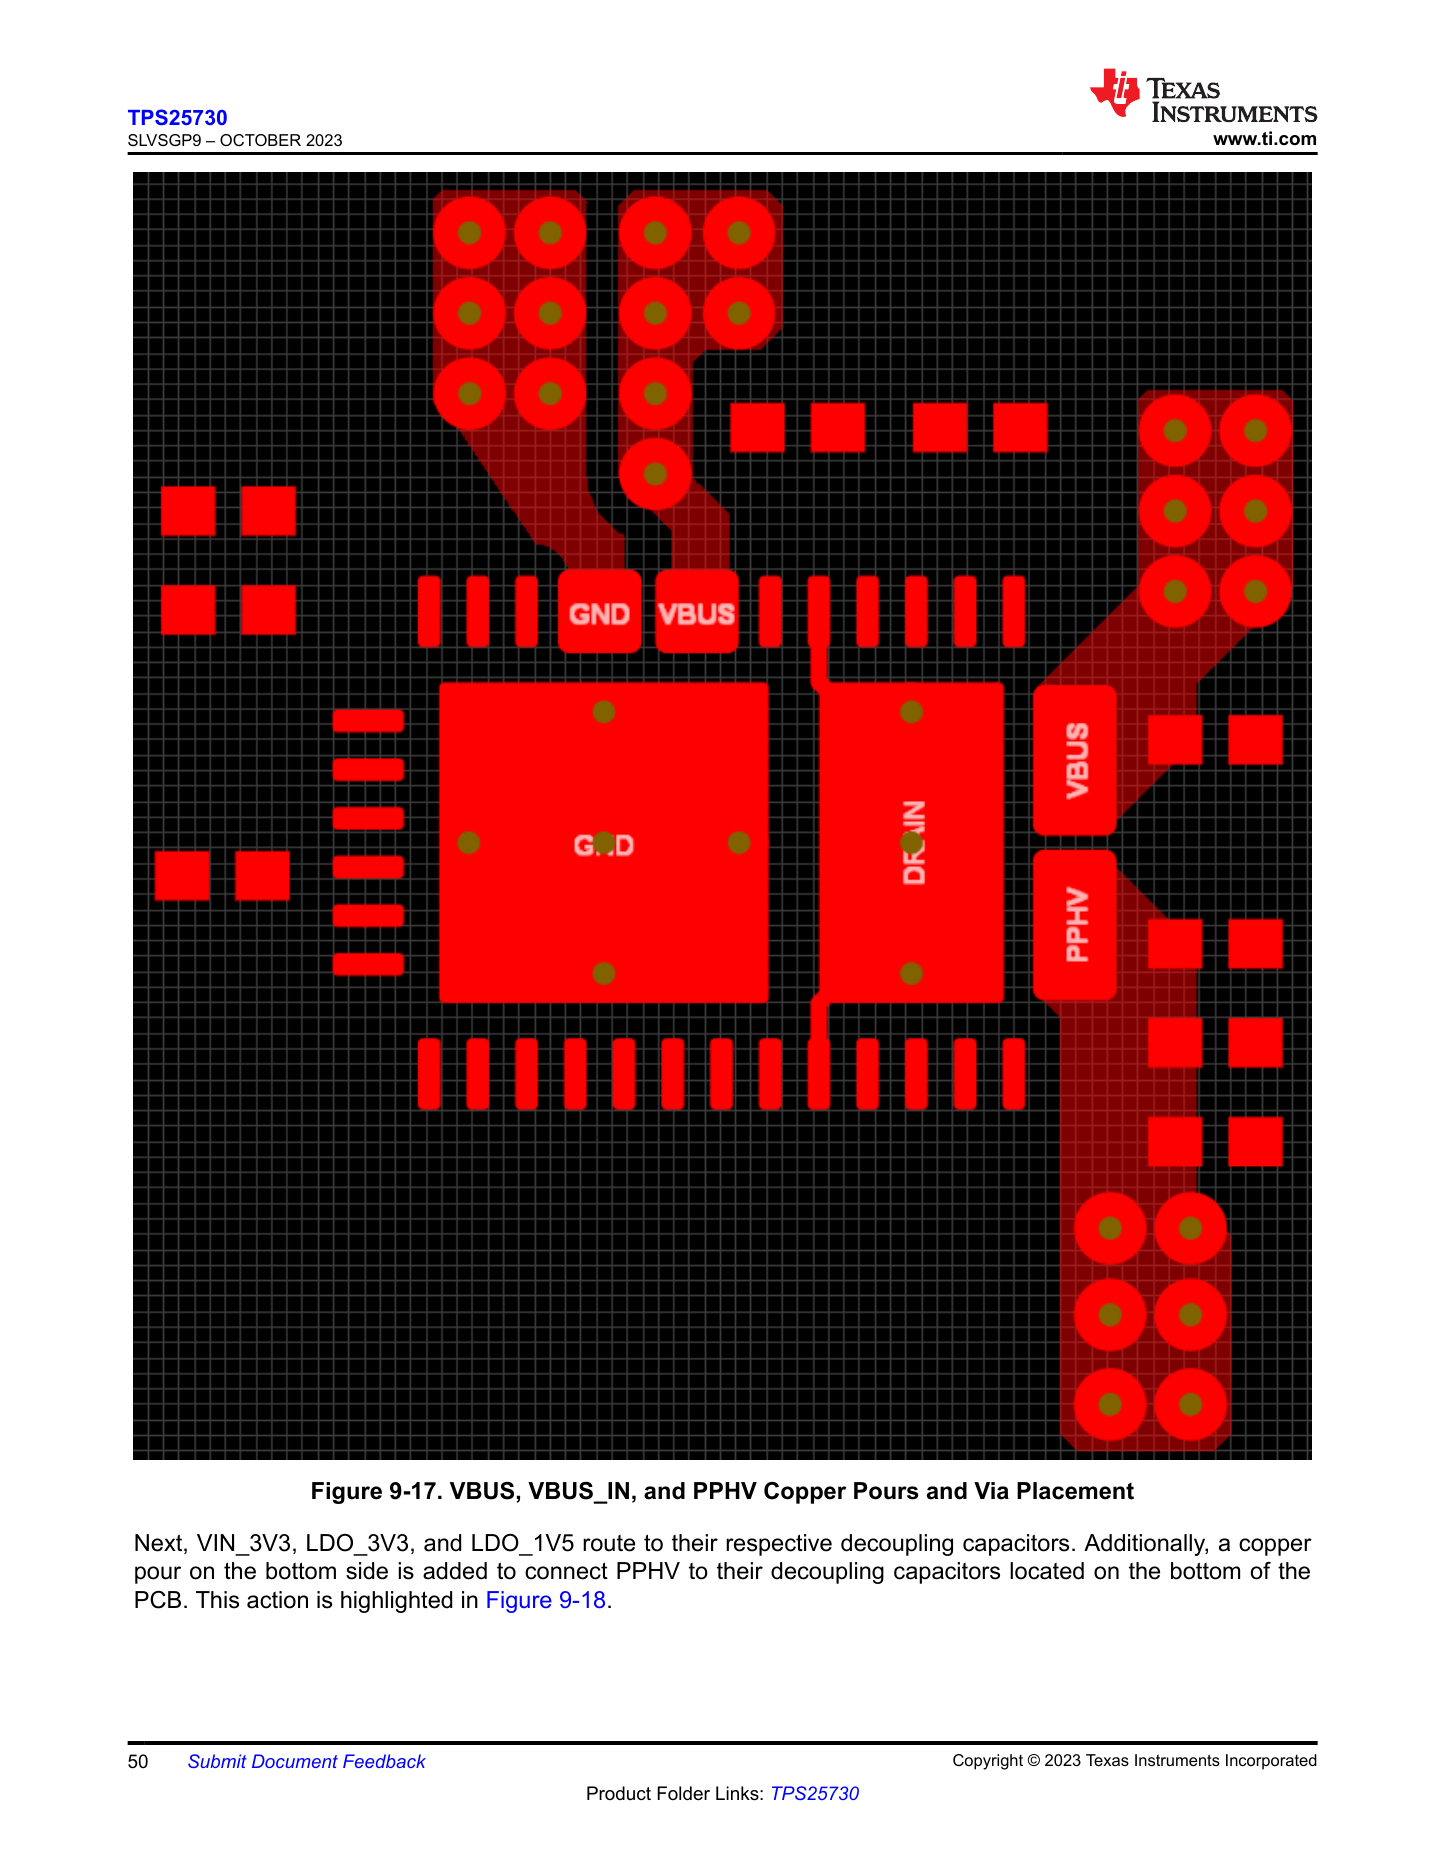 TPS25730
SLVSGP9 – OCTOBER 2023
TEXAS
INSTRUMENTS
www.ti.com
GND
VBUS
VBUS
GND
DRAIN
PPHV
Figure 9-17. VBUS, VBUS_IN, and PPHV Copper Pours and Via Placement
Next, VIN_3V3, LDO_3V3, and LDO_1V5 route to their respective decoupling capacitors. Additionally, a copper
pour on the bottom side is added to connect PPHV to their decoupling capacitors located on the bottom of the
PCB. This action is highlighted in Figure 9-18.
50 Submit Document Feedback
Copyright © 2023 Texas Instruments Incorporated
Product Folder Links: TPS25730